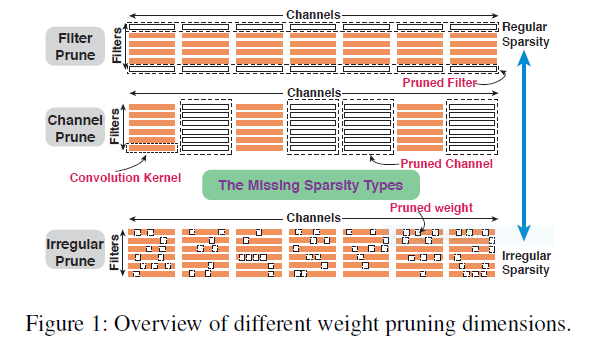 Channels
Filter
Prune
Filters
Regular
Sparsity
Pruned Filter
Channels
Channel
Prune
Filters
Convolution Kernel
Pruned Channel
The Missing Sparsity Types
Pruned weight
Channels
Irregular
Prune
Filters
Irregular
Sparsity
Figure 1: Overview of different weight pruning dimensions.